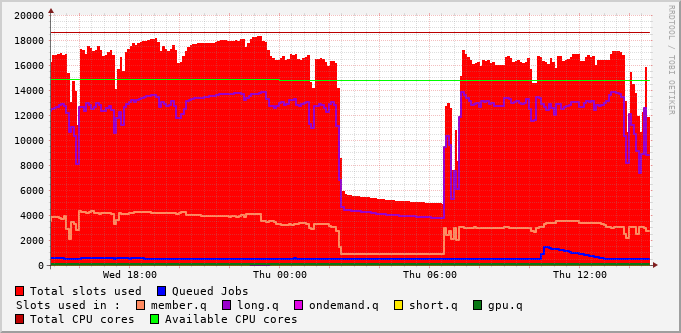 20000
18000
16000
14000
12000
10000
8000
6000
4000
2000
0
Wed 18:00 Thu 00:00 Thu 06:00 Thu 12:00
RRDTOOL / TOBI OETIKER
Total slots used Queued Jobs
Slots used in : member.q long.q ondemand.q short.q gpu.q
Total CPU cores Available CPU cores